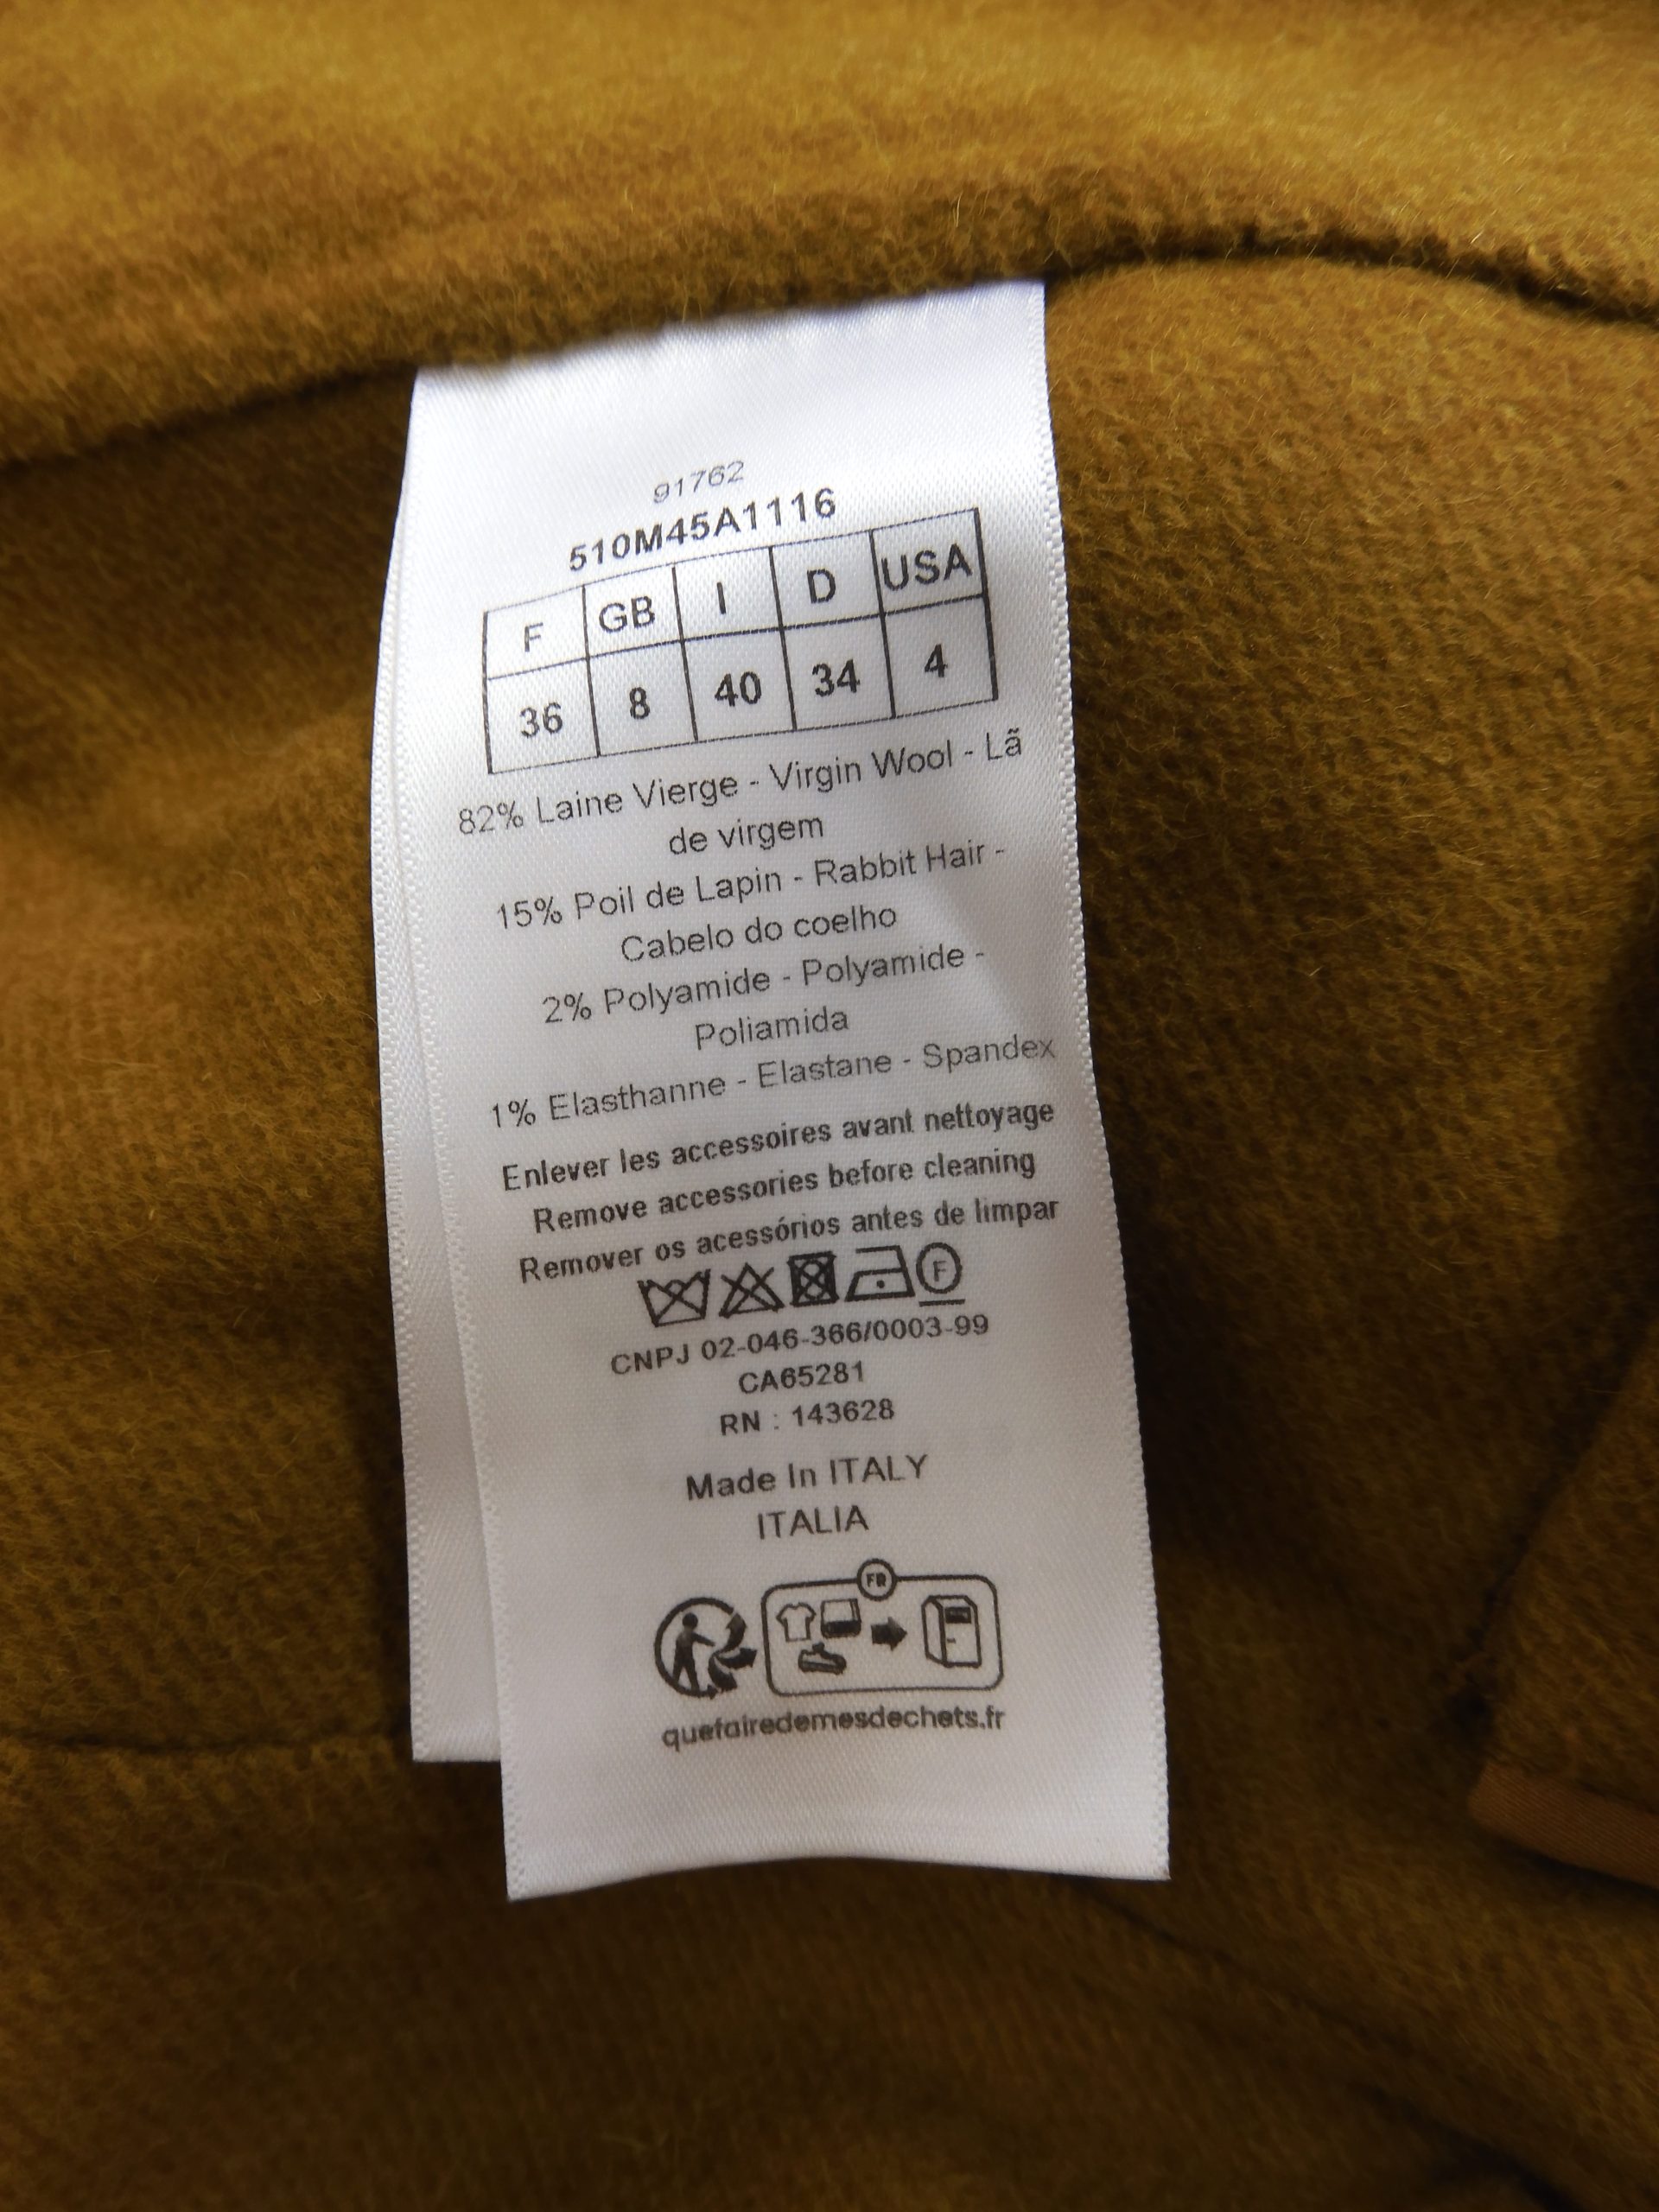 91762
510M45A1116
F GB I D USA
36 8 40 34 4
82% Laine Vierge - Virgin Wool - Lã
de virgem
15% Poil de Lapin - Rabbit Hair -
Cabelo do coelho
2% Polyamide - Polyamide -
Poliamida
1% Elasthanne - Elastane - Spandex
Enlever les accessoires avant nettoyage
Remove accessories before cleaning
Remover os acessórios antes de limpar
F
CNPJ 02-046-366/0003-99
CA65281
RN : 143628
Made In ITALY
ITALIA
FR
quefairedemesdechets.fr